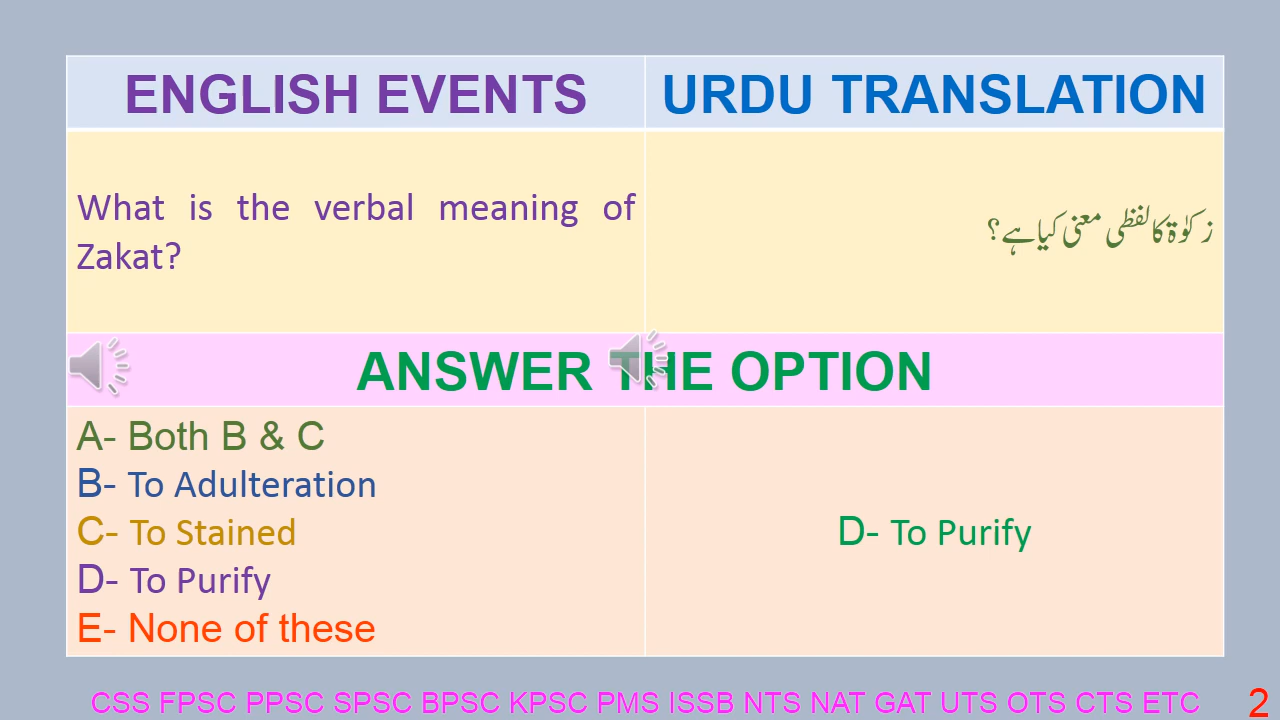 ENGLISH EVENTS
URDU TRANSLATION
What is the verbal meaning of
Zakat?
زکوٰۃ کا لفظی معنی کیا ہے؟
ANSWER THE OPTION
A- Both B & C
B- To Adulteration
C- To Stained
D- To Purify
E- None of these
D- To Purify
CSS FPSC PPSC SPSC BPSC KPSC PMS ISSB NTS NAT GAT UTS OTS CTS ETC
2